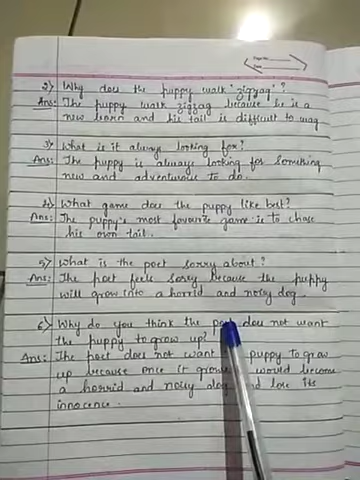 2) Why does the puppy walk "zigzag"?
Ans: The puppy walk zigzag because he is a
new born and his tail is difficult to wag
3) What is it always looking for?
Ans: The puppy is always looking for something
new and adventurous to do.
4) What game does the puppy like best?
Ans: The puppy's most favourite game is to chase
his own tail.
5) What is the poet sorry about?
Ans: The poet feels sorry because the puppy
will grow into a horrid and noisy dog.
6) Why do you think the poet does not want
the puppy to grow up?
Ans: The poet does not want puppy to grow
up because once it grows would become
a horrid and noisy dog and lose its
innocence.